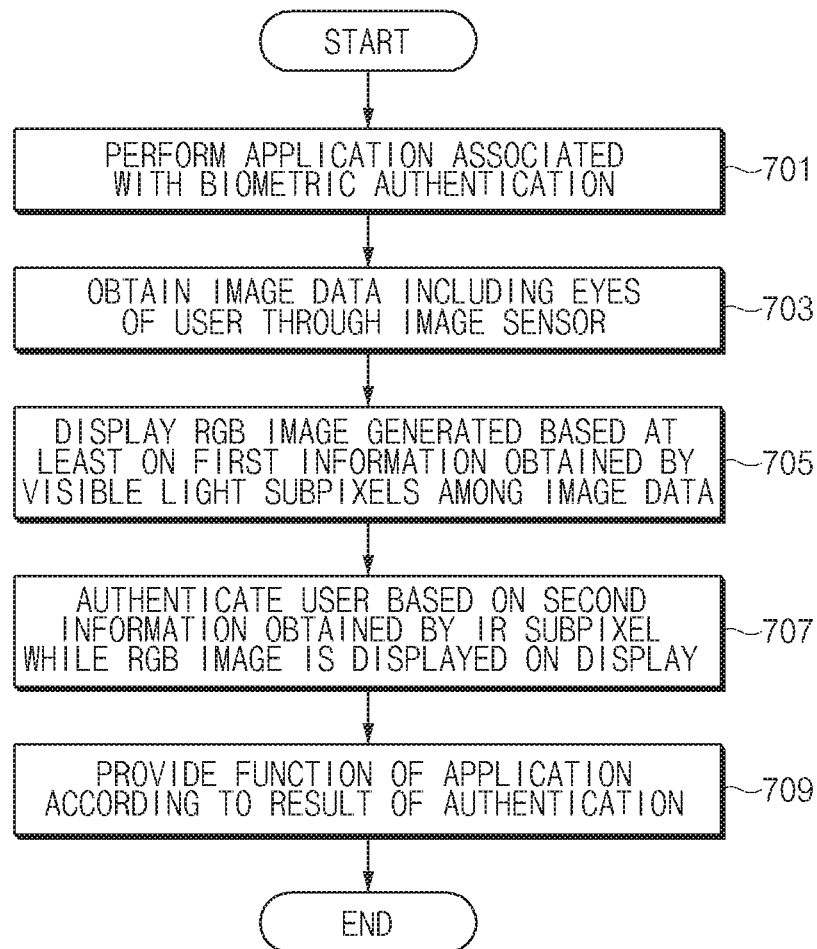 START
PERFORM APPLICATION ASSOCIATED
WITH BIOMETRIC AUTHENTICATION
701
OBTAIN IMAGE DATA INCLUDING EYES
OF USER THROUGH IMAGE SENSOR
703
DISPLAY RGB IMAGE GENERATED BASED AT
LEAST ON FIRST INFORMATION OBTAINED BY
VISIBLE LIGHT SUBPIXELS AMONG IMAGE DATA
705
AUTHENTICATE USER BASED ON SECOND
INFORMATION OBTAINED BY IR SUBPIXEL
WHILE RGB IMAGE IS DISPLAYED ON DISPLAY
707
PROVIDE FUNCTION OF APPLICATION
ACCORDING TO RESULT OF AUTHENTICATION
709
END